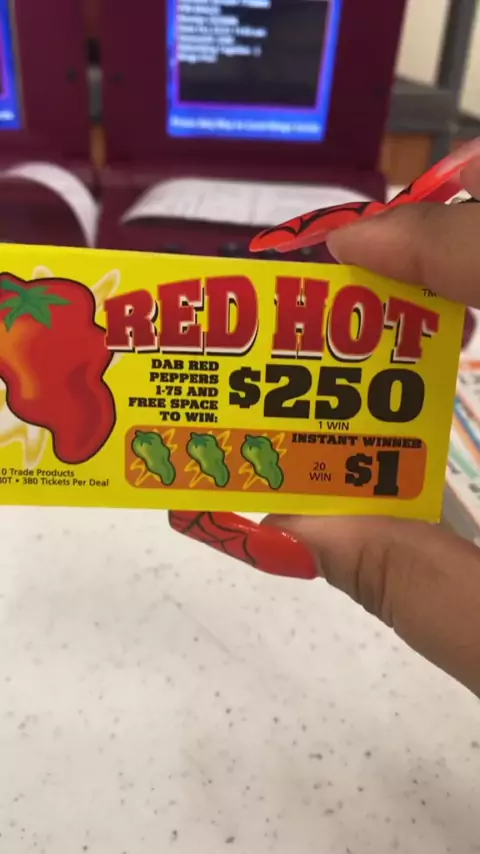 RED HOT
TM
DAB RED
PEPPERS
1-75 AND
FREE SPACE
TO WIN:
$250
1 WIN
INSTANT WINNER
20
WIN
$1
Trade Products
380 Tickets Per Deal